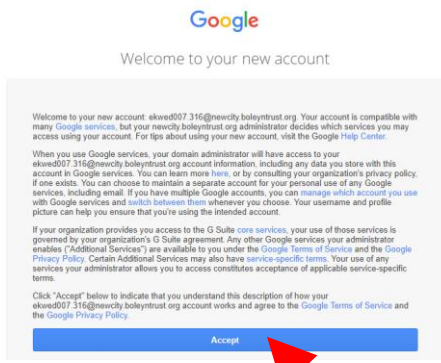 Google
Welcome to your new account
Welcome to your new account: ekwed007.316@newcity.boleyntrust.org. Your account is compatible with
many Google services, but your newcity.boleyntrust.org administrator decides which services you may
access using your account. For tips about using your new account, visit the Google Help Center.
When you use Google services, your domain administrator will have access to your
ekwed007.316@newcity.boleyntrust.org account information, including any data you store with this
account in Google services. You can learn more here, or by consulting your organization's privacy policy,
if one exists. You can choose to maintain a separate account for your personal use of any Google
services, including email. If you have multiple Google accounts, you can manage which account you use
with Google services and switch between them whenever you choose. Your username and profile
picture can help you ensure that you're using the intended account.
If your organization provides you access to the G Suite core services, your use of those services is
governed by your organization's G Suite agreement. Any other Google services your administrator
enables ("Additional Services") are available to you under the Google Terms of Service and the Google
Privacy Policy. Certain Additional Services may also have service-specific terms. Your use of any
services your administrator allows you to access constitutes acceptance of applicable service-specific
terms.
Click "Accept" below to indicate that you understand this description of how your
ekwed007.316@newcity.boleyntrust.org account works and agree to the Google Terms of Service and
the Google Privacy Policy.
Accept